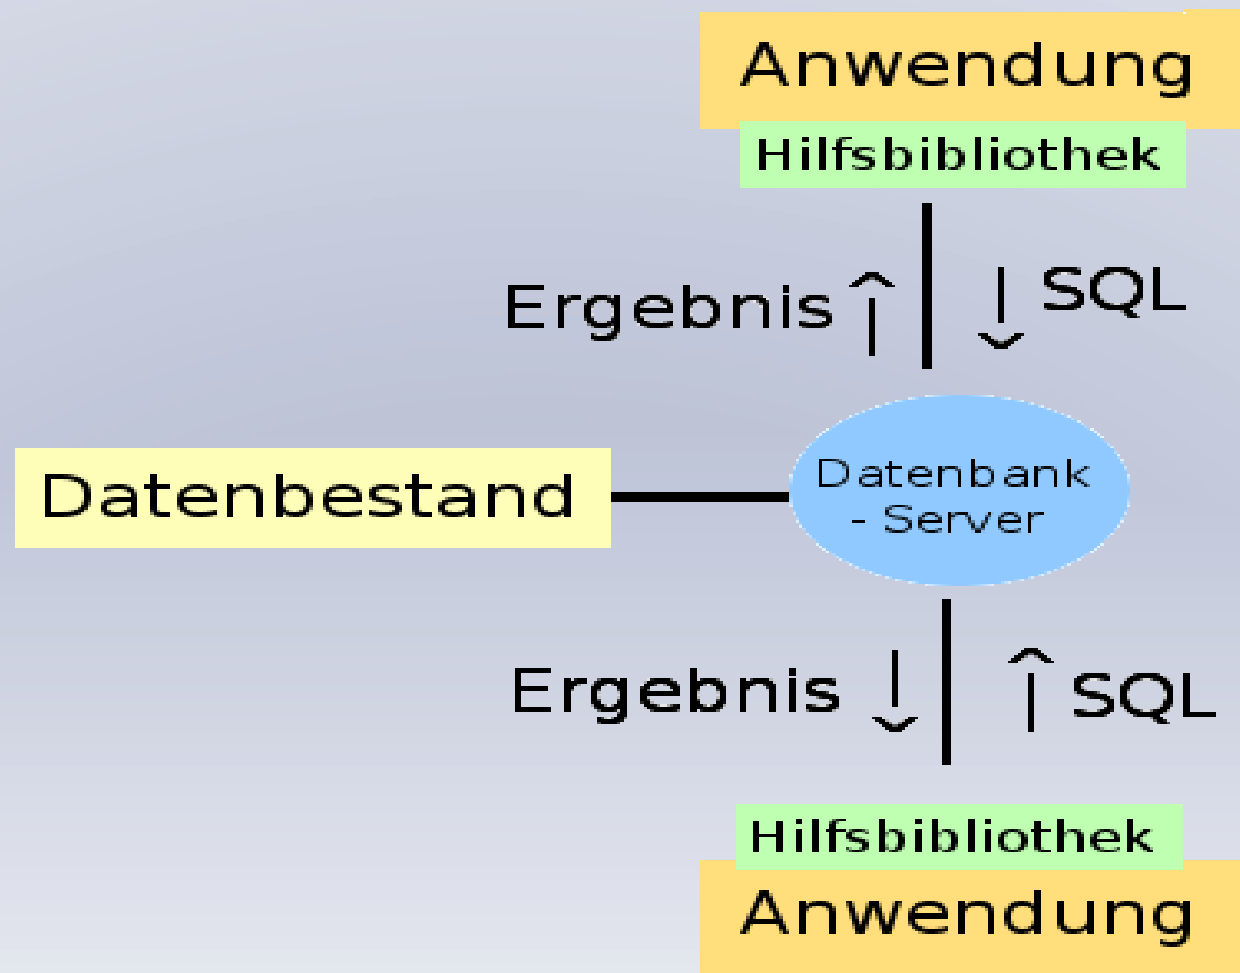 Anwendung
Hilfsbibliothek
Ergebnis
SQL
Datenbestand
Datenbank
- Server
Ergebnis
SQL
Hilfsbibliothek
Anwendung